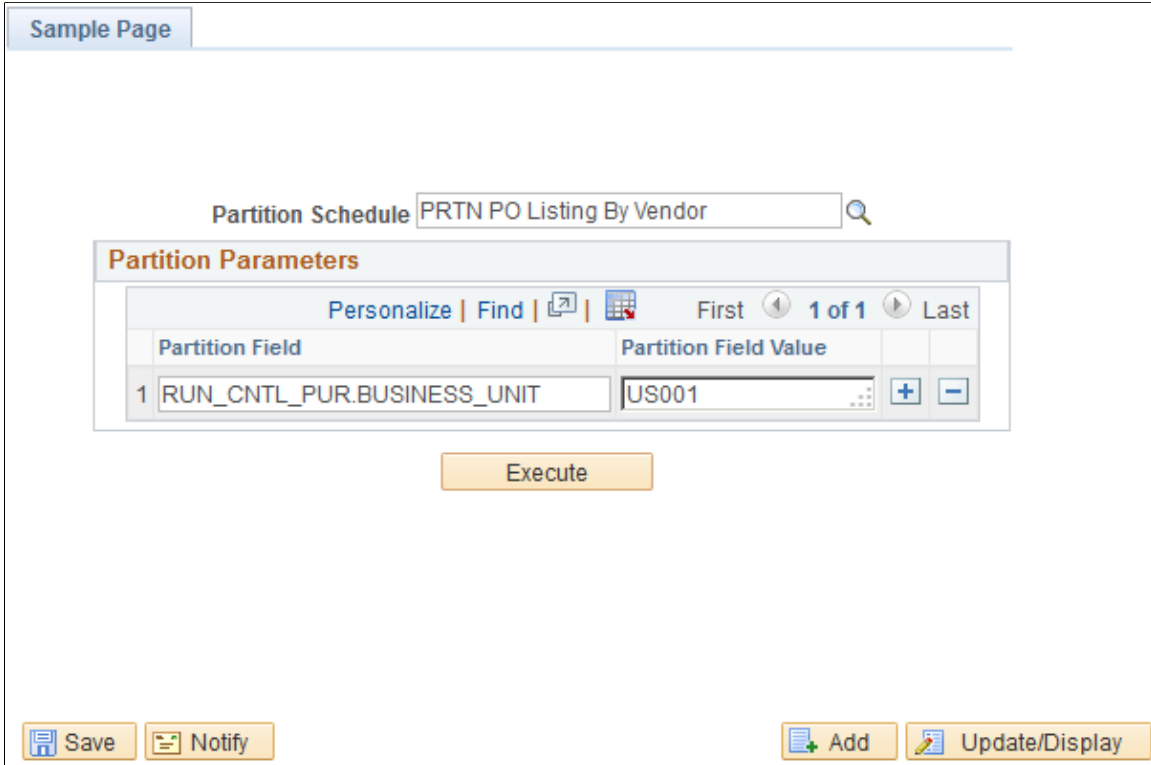 Sample Page
Partition Schedule PRTN PO Listing By Vendor
Partition Parameters
Personalize | Find | | First 1 of 1 Last
Partition Field Partition Field Value
1 RUN_CNTL_PUR.BUSINESS_UNIT US001 + −
Execute
Save Notify Add Update/Display